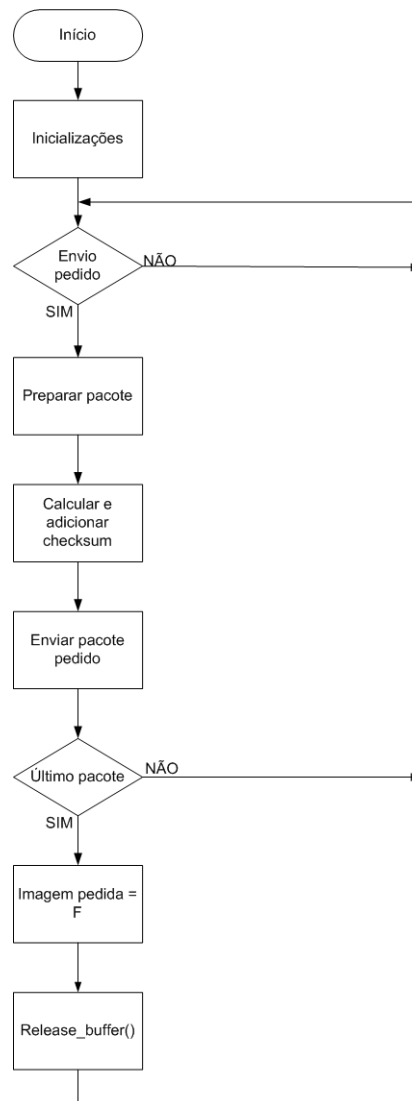 Início
Inicializações
Envio
pedido
NÃO
SIM
Preparar pacote
Calcular e
adicionar
checksum
Enviar pacote
pedido
Último pacote
NÃO
SIM
Imagem pedida =
F
Release_buffer()